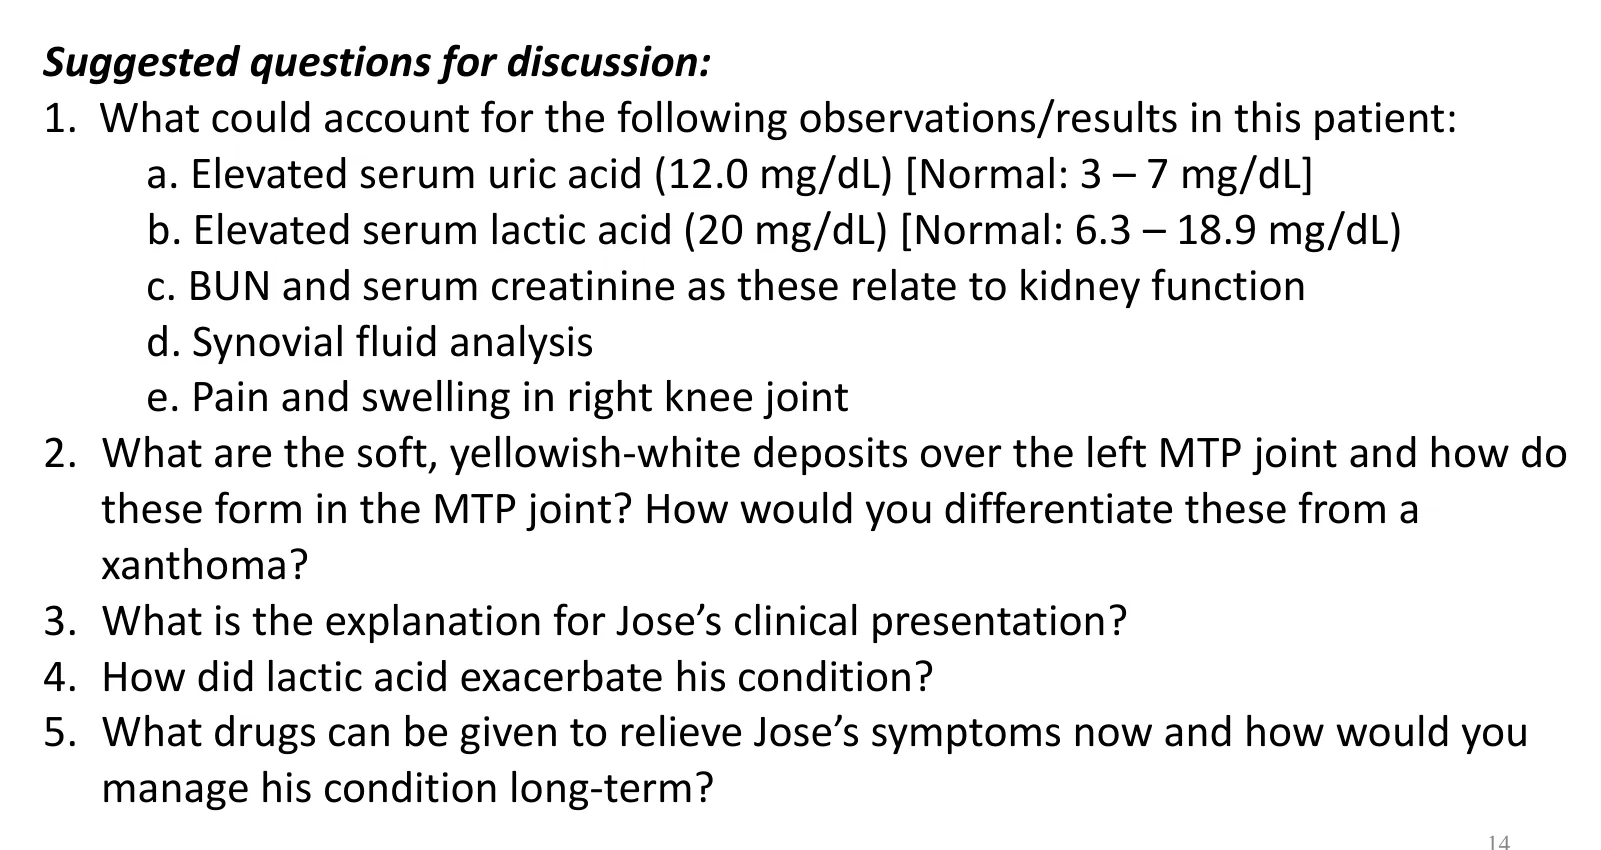 Suggested questions for discussion:
1. What could account for the following observations/results in this patient:
a. Elevated serum uric acid (12.0 mg/dL) [Normal: 3 – 7 mg/dL]
b. Elevated serum lactic acid (20 mg/dL) [Normal: 6.3 – 18.9 mg/dL)
c. BUN and serum creatinine as these relate to kidney function
d. Synovial fluid analysis
e. Pain and swelling in right knee joint
2. What are the soft, yellowish-white deposits over the left MTP joint and how do
these form in the MTP joint? How would you differentiate these from a
xanthoma?
3. What is the explanation for Jose’s clinical presentation?
4. How did lactic acid exacerbate his condition?
5. What drugs can be given to relieve Jose’s symptoms now and how would you
manage his condition long-term?
14